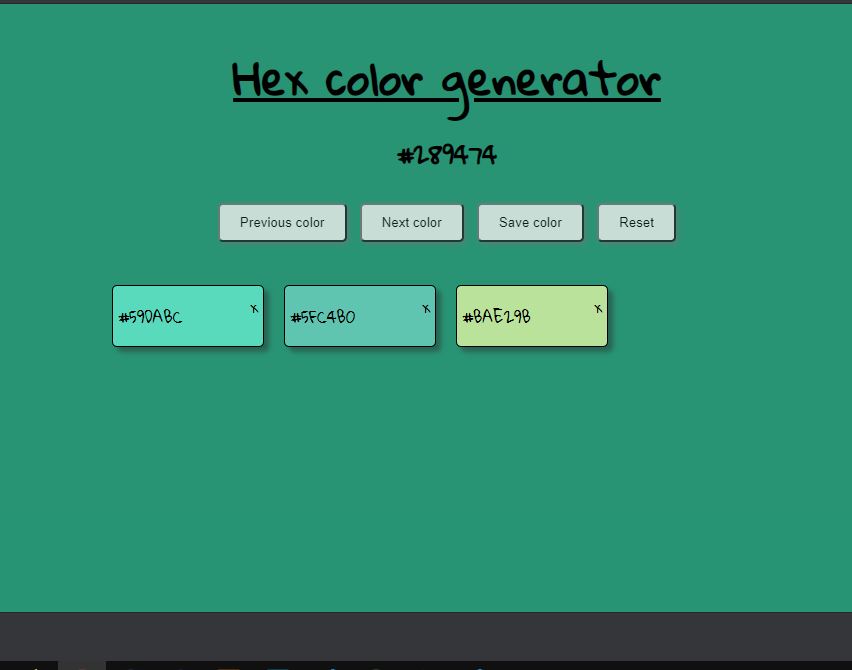 Hex color generator
#289474
Previous color Next color Save color Reset
#59DABC x #5FC4B0 x #BAE29B x